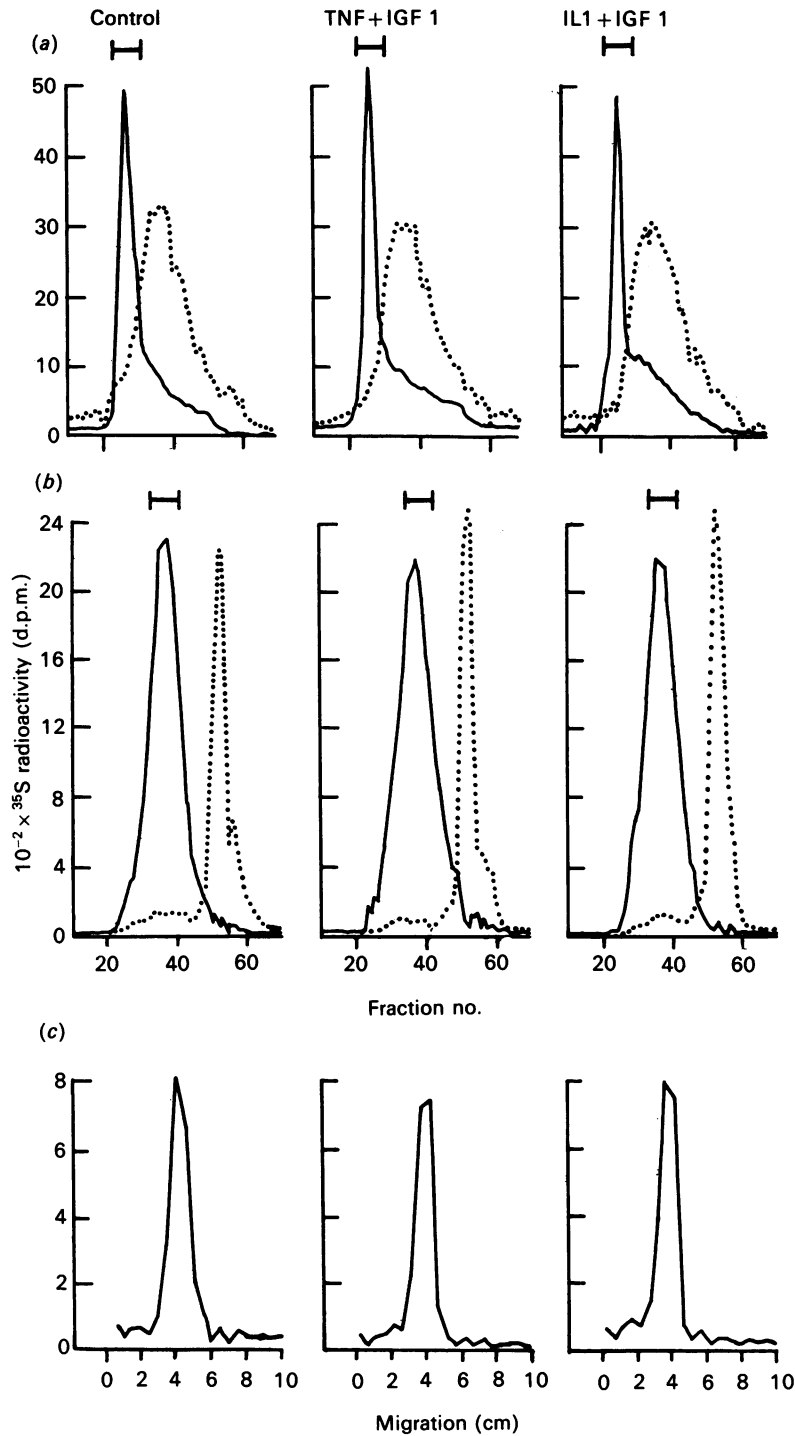 Control
TNF + IGF 1
IL1 + IGF 1
(a)
50
40
30
20
10
0
(b)
24
20
16
12
8
4
0
20 40 60
20 40 60
20 40 60
10⁻² × ³⁵S radioactivity (d.p.m.)
Fraction no.
(c)
8
6
4
2
0
0 2 4 6 8 10
0 2 4 6 8 10
0 2 4 6 8 10
Migration (cm)